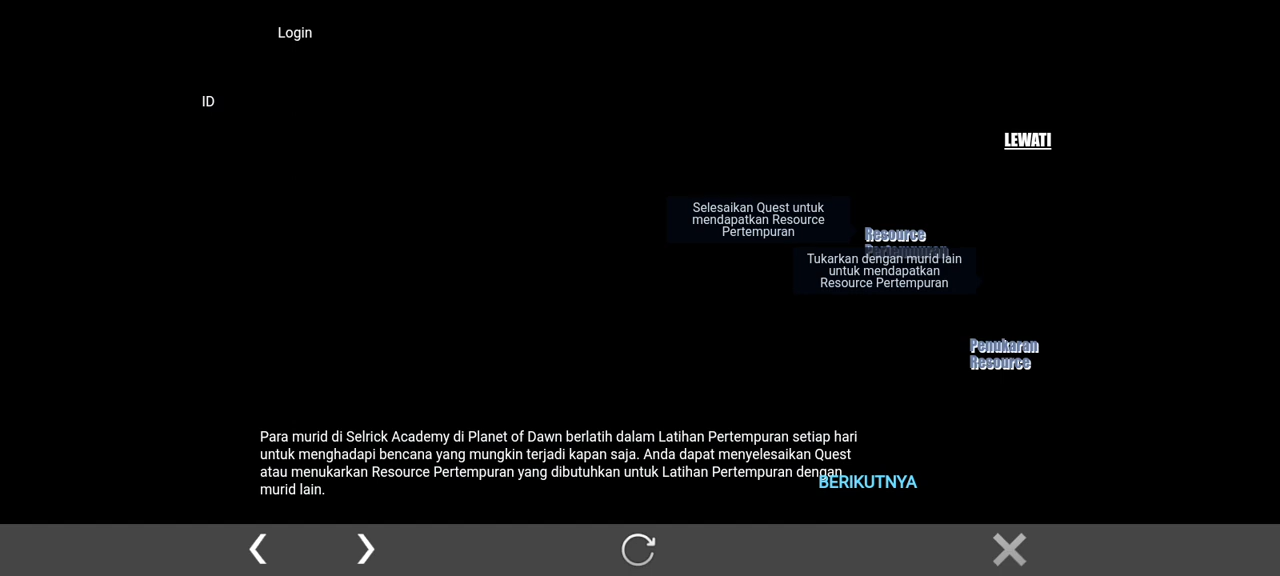 Login
ID
LEWATI
Selesaikan Quest untuk
mendapatkan Resource
Pertempuran
Resource
Pertempuran
Tukarkan dengan murid lain
untuk mendapatkan
Resource Pertempuran
Penukaran
Resource
Para murid di Selrick Academy di Planet of Dawn berlatih dalam Latihan Pertempuran setiap hari
untuk menghadapi bencana yang mungkin terjadi kapan saja. Anda dapat menyelesaikan Quest
atau menukarkan Resource Pertempuran yang dibutuhkan untuk Latihan Pertempuran dengan
murid lain.
BERIKUTNYA